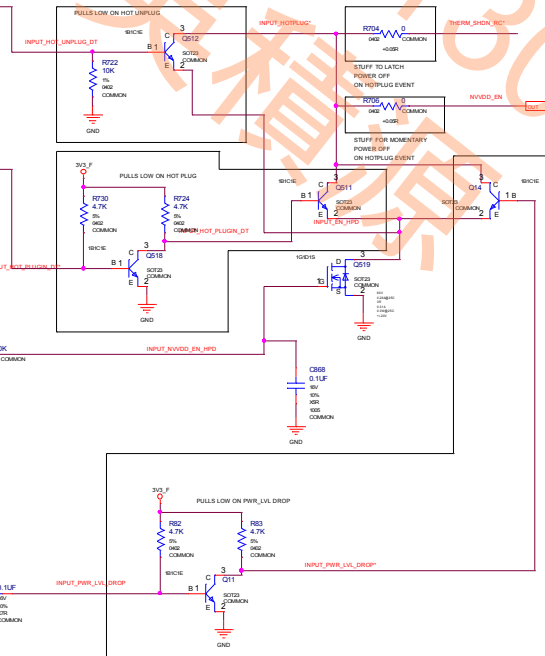 PULLS LOW ON HOT UNPLUG
INPUT_HOT_UNPLUG_DT
1B1C1E
B 1
C
3
Q512
E
2
SOT23
COMMON
R722
10K
1%
0402
COMMON
GND
INPUT_HOTPLUG*
R704
0
0402
COMMON
+0.05R
THERM_SHDN_RC*
STUFF TO LATCH
POWER OFF
ON HOTPLUG EVENT
R706
0
0402
COMMON
+0.05R
NVVDD_EN
OUT
STUFF FOR MOMENTARY
POWER OFF
ON HOTPLUG EVENT
3V3_F
PULLS LOW ON HOT PLUG
R730
4.7K
5%
0402
COMMON
R724
4.7K
5%
0402
COMMON
1B1C1E
B 1
C
3
Q518
E
2
SOT23
COMMON
GND
1B1C1E
B 1
C
3
Q511
SOT23
COMMON
E
2
INPUT_EN_HPD
3
C
Q14
1 B
1B1C1E
SOT23
COMMON
2
E
1G1D1S
D
3
Q519
1G
S
2
SOT23
COMMON
GND
COMMON
INPUT_NVVDD_EN_HPD
C868
0.1UF
16V
10%
X5R
COMMON
GND
3V3_F
PULLS LOW ON PWR_LVL DROP
R82
4.7K
5%
0402
COMMON
R83
4.7K
5%
0402
COMMON
1B1C1E
INPUT_PWR_LVL_DROP
B 1
C
3
Q11
E
2
SOT23
COMMON
GND
INPUT_PWR_LVL_DROP*
COMMON